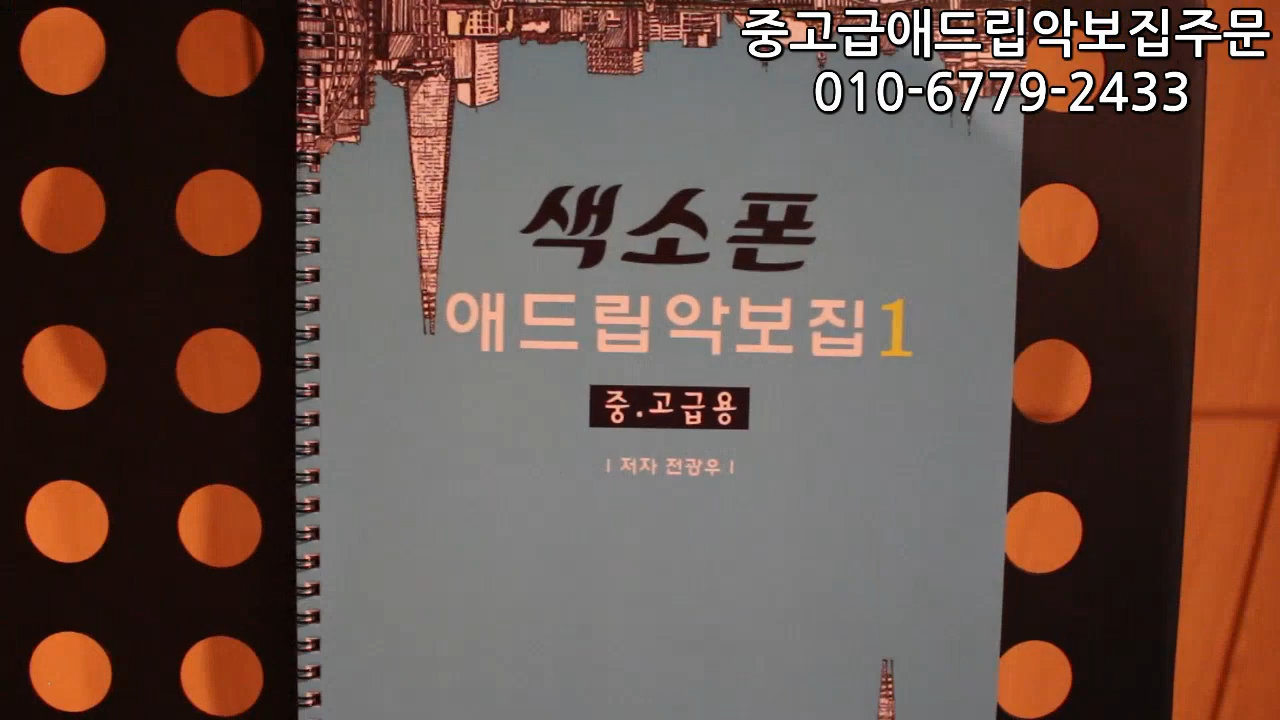 중고급애드립악보집주문
010-6779-2433
색소폰
애드립악보집1
중.고급용
| 저자 전광우 |